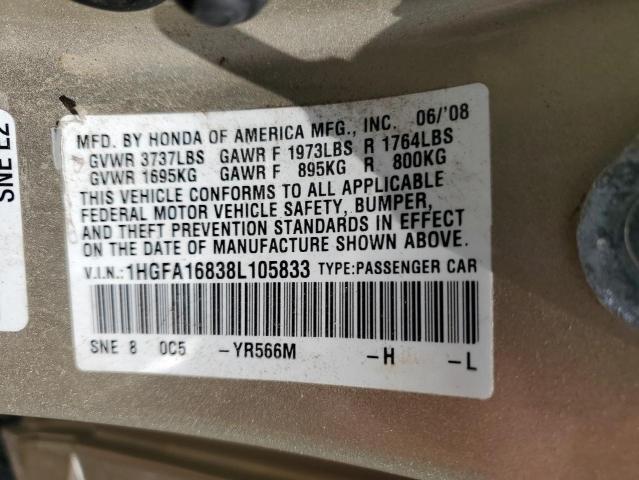 MFD. BY HONDA OF AMERICA MFG., INC. 06/'08
GVWR 3737LBS GAWR F 1973LBS R 1764LBS
GVWR 1695KG GAWR F 895KG R 800KG
THIS VEHICLE CONFORMS TO ALL APPLICABLE
FEDERAL MOTOR VEHICLE SAFETY, BUMPER,
AND THEFT PREVENTION STANDARDS IN EFFECT
ON THE DATE OF MANUFACTURE SHOWN ABOVE.
V.I.N.:1HGFA16838L105833 TYPE:PASSENGER CAR
SNE 8 0C5 -YR566M -H -L
SNE EZ